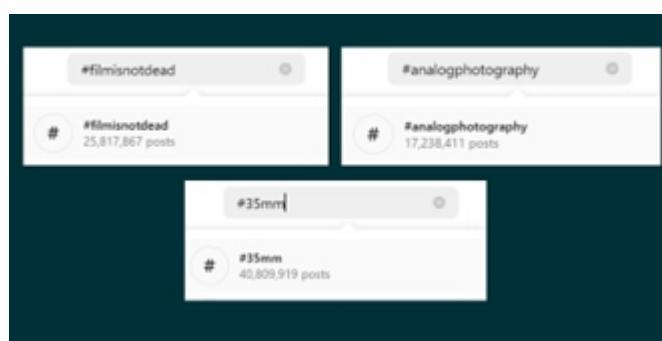 #filmisnotdead
#filmisnotdead
25,817,867 posts
#analogphotography
#analogphotography
17,238,411 posts
#35mm
#35mm
40,809,919 posts